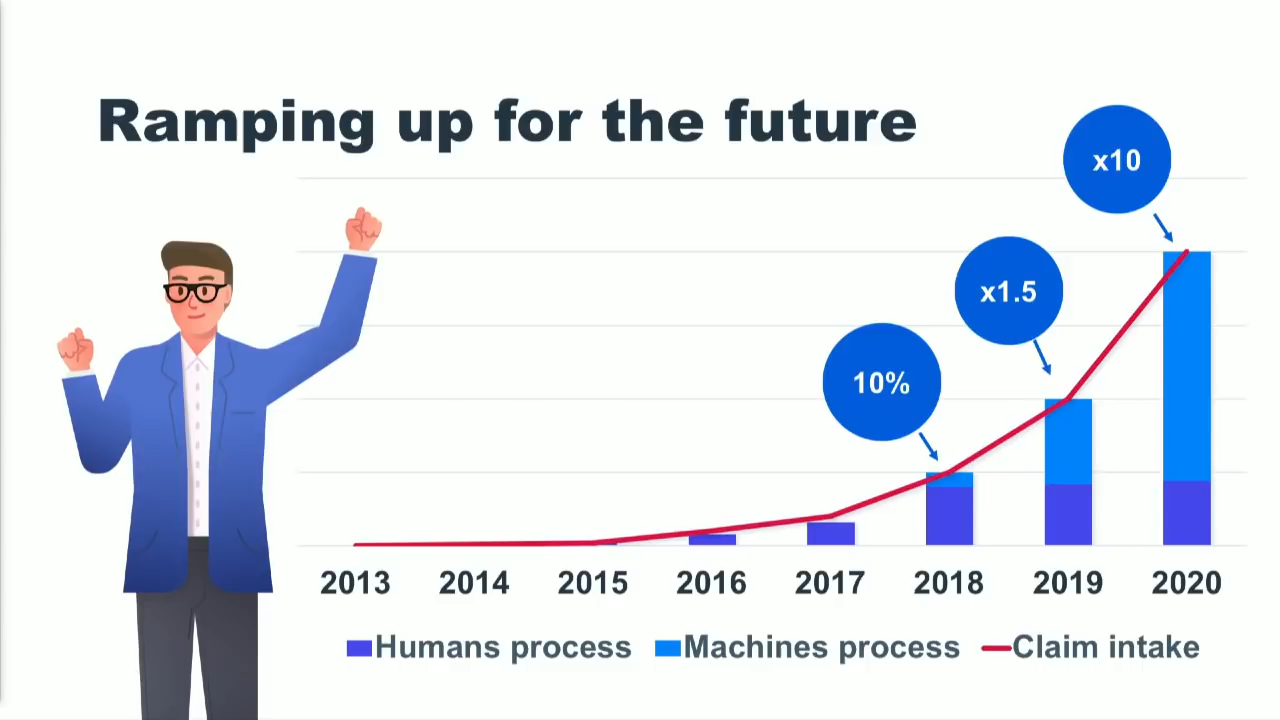 Ramping up for the future
x10
x1.5
10%
2013 2014 2015 2016 2017 2018 2019 2020
Humans process Machines process Claim intake